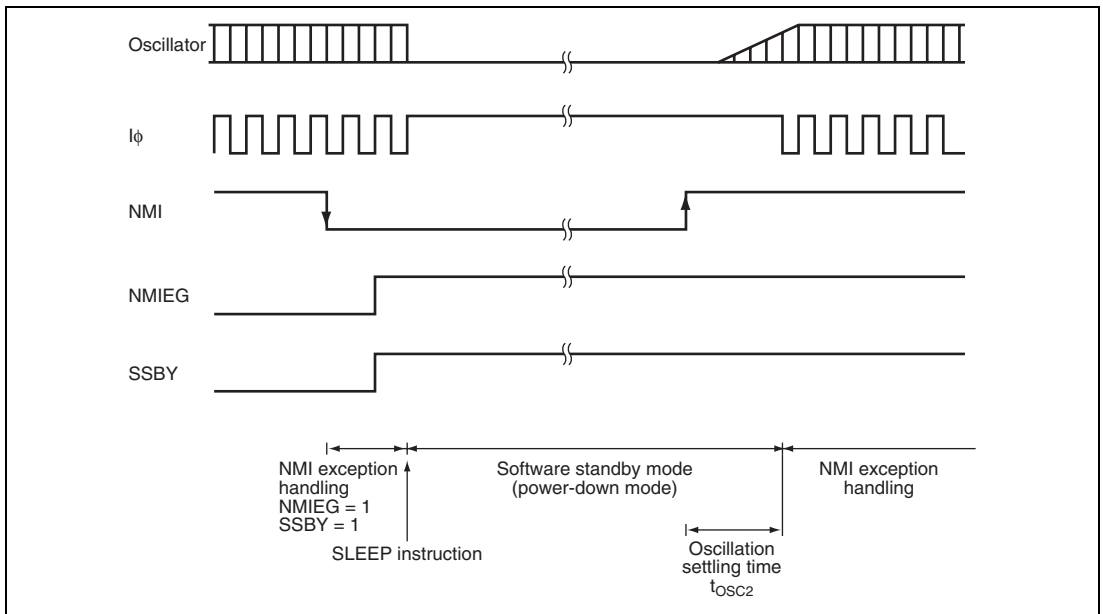 Oscillator
Iϕ
NMI
NMIEG
SSBY
NMI exception
handling
NMIEG = 1
SSBY = 1
SLEEP instruction
Software standby mode
(power-down mode)
NMI exception
handling
Oscillation
settling time
tOSC2